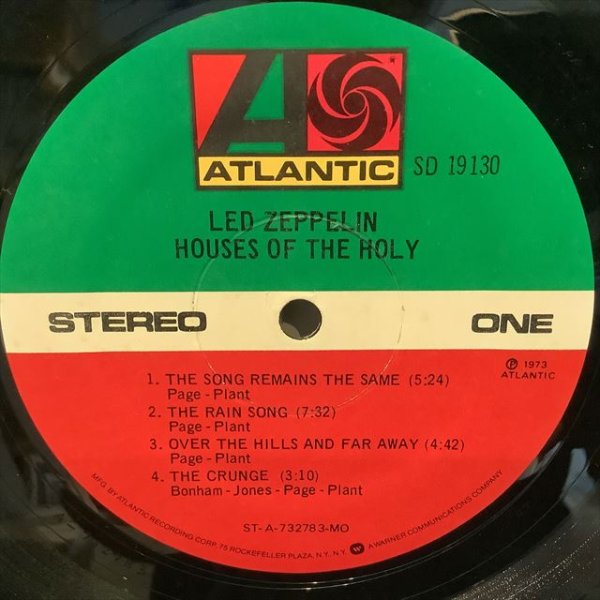 A
ATLANTIC
SD 19130
LED ZEPPELIN
HOUSES OF THE HOLY
STEREO
ONE
℗ 1973
ATLANTIC
1. THE SONG REMAINS THE SAME (5:24)
Page - Plant
2. THE RAIN SONG (7:32)
Page - Plant
3. OVER THE HILLS AND FAR AWAY (4:42)
Page - Plant
4. THE CRUNGE (3:10)
Bonham - Jones - Page - Plant
ST-A-732783-MO
MFG. BY ATLANTIC RECORDING CORP. 75 ROCKEFELLER PLAZA, N.Y., N.Y. W A WARNER COMMUNICATIONS COMPANY